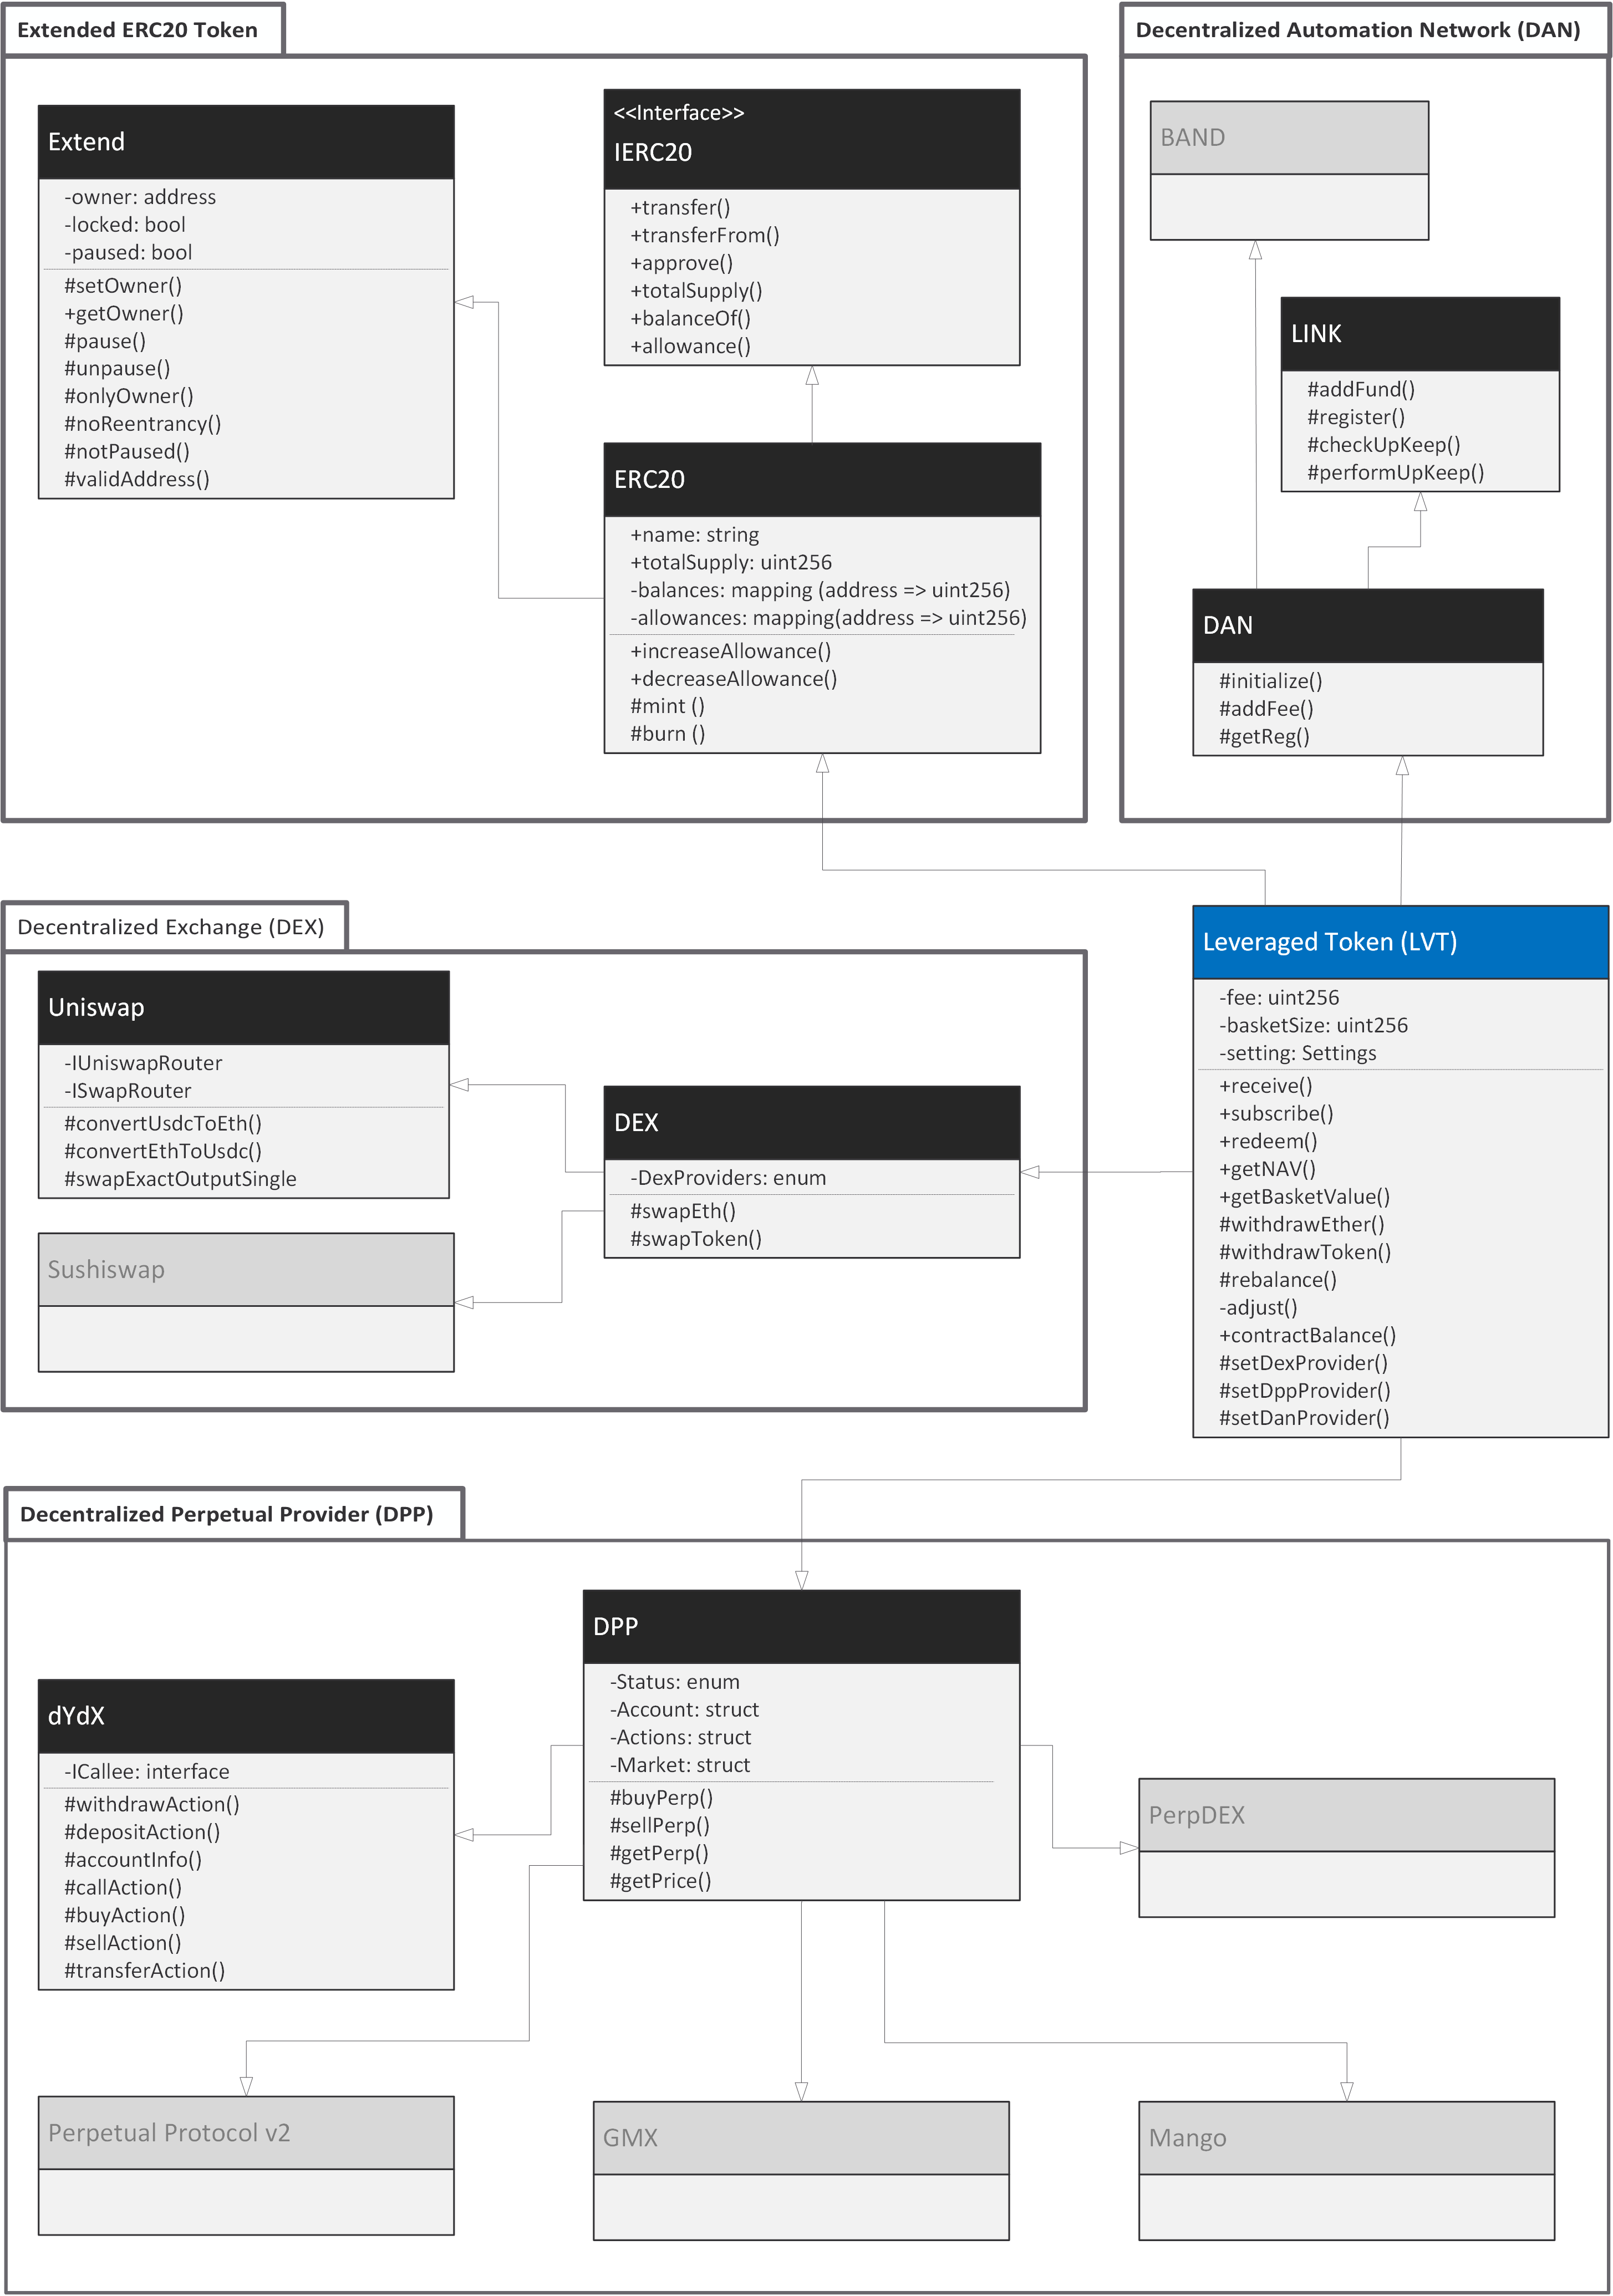 Extended ERC20 Token
Extend
-owner: address
-locked: bool
-paused: bool
#setOwner()
+getOwner()
#pause()
#unpause()
#onlyOwner()
#noReentrancy()
#notPaused()
#validAddress()
<<Interface>>
IERC20
+transfer()
+transferFrom()
+approve()
+totalSupply()
+balanceOf()
+allowance()
ERC20
+name: string
+totalSupply: uint256
-balances: mapping (address => uint256)
-allowances: mapping(address => uint256)
+increaseAllowance()
+decreaseAllowance()
#mint ()
#burn ()
Decentralized Automation Network (DAN)
BAND
LINK
#addFund()
#register()
#checkUpKeep()
#performUpKeep()
DAN
#initialize()
#addFee()
#getReg()
Decentralized Exchange (DEX)
Uniswap
-IUniswapRouter
-ISwapRouter
#convertUsdcToEth()
#convertEthToUsdc()
#swapExactOutputSingle
Sushiswap
DEX
-DexProviders: enum
#swapEth()
#swapToken()
Leveraged Token (LVT)
-fee: uint256
-basketSize: uint256
-setting: Settings
+receive()
+subscribe()
+redeem()
+getNAV()
+getBasketValue()
#withdrawEther()
#withdrawToken()
#rebalance()
-adjust()
+contractBalance()
#setDexProvider()
#setDppProvider()
#setDanProvider()
Decentralized Perpetual Provider (DPP)
DPP
-Status: enum
-Account: struct
-Actions: struct
-Market: struct
#buyPerp()
#sellPerp()
#getPerp()
#getPrice()
dYdX
-ICallee: interface
#withdrawAction()
#depositAction()
#accountInfo()
#callAction()
#buyAction()
#sellAction()
#transferAction()
PerpDEX
Perpetual Protocol v2
GMX
Mango